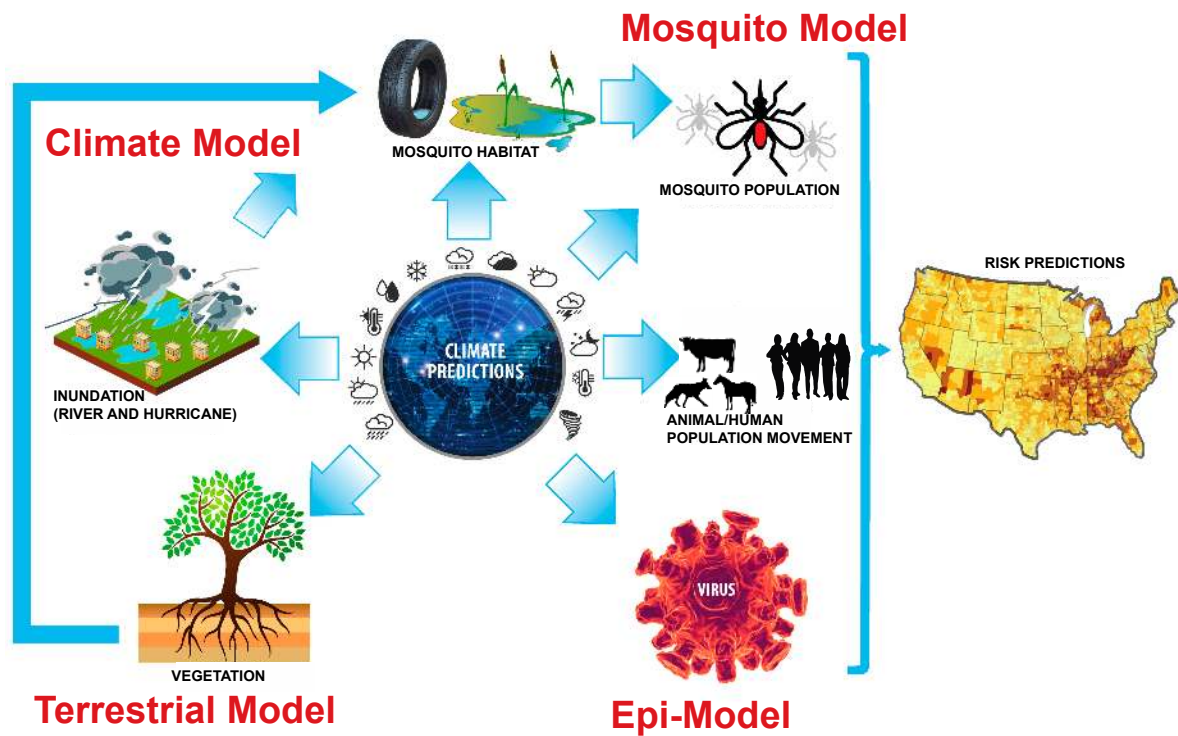 Mosquito Model
Climate Model
MOSQUITO HABITAT
MOSQUITO POPULATION
RISK PREDICTIONS
CLIMATE
PREDICTIONS
INUNDATION
(RIVER AND HURRICANE)
ANIMAL/HUMAN
POPULATION MOVEMENT
VIRUS
VEGETATION
Terrestrial Model
Epi-Model